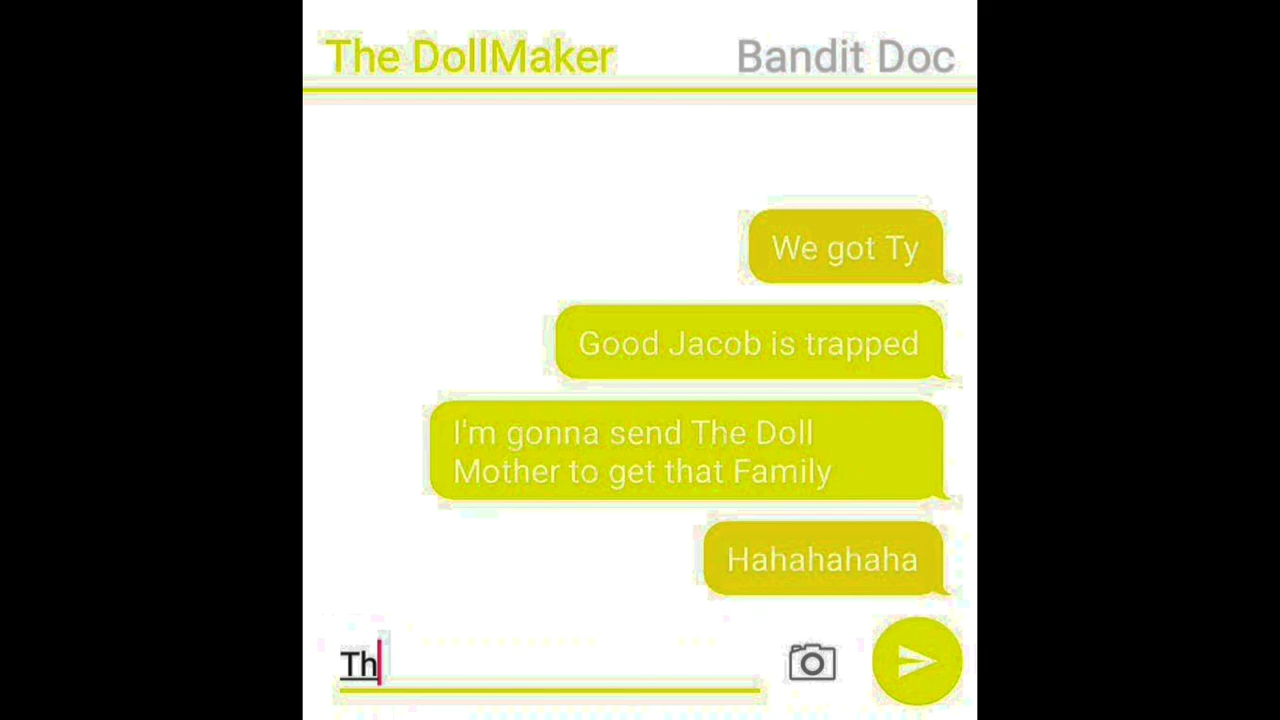 The DollMaker Bandit Doc
We got Ty
Good Jacob is trapped
I'm gonna send The Doll
Mother to get that Family
Hahahahaha
Th